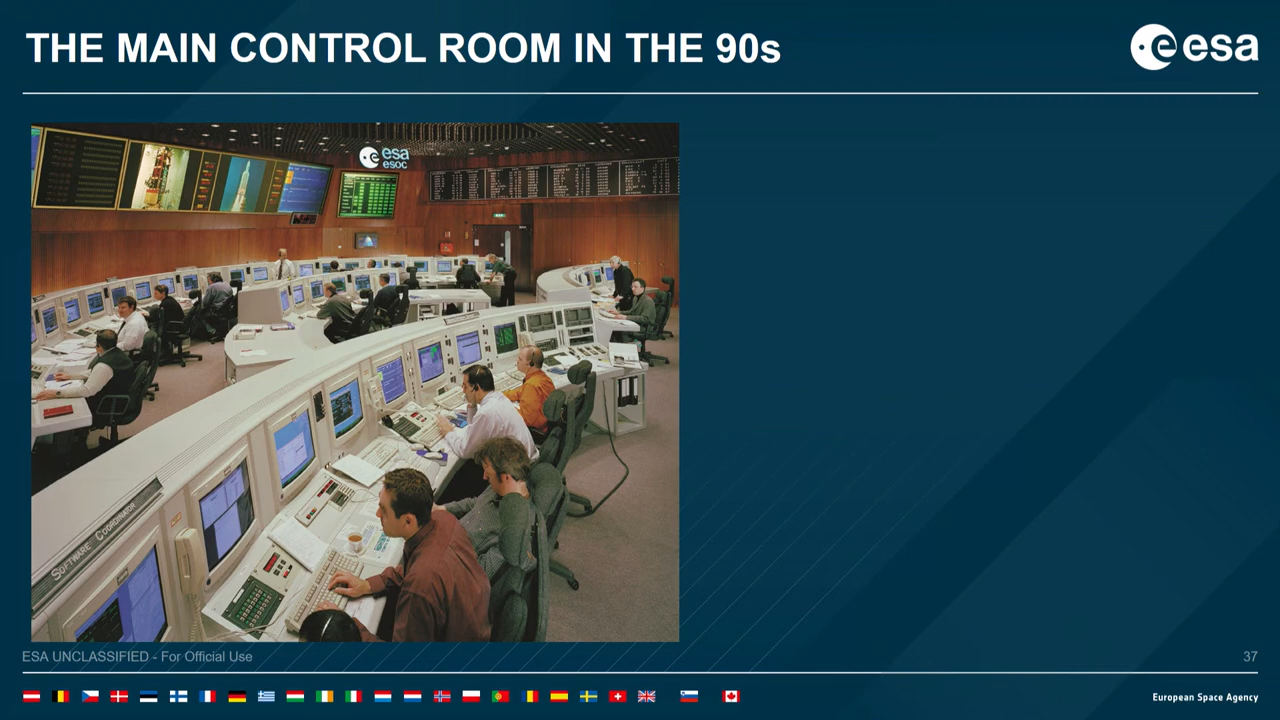 THE MAIN CONTROL ROOM IN THE 90s
esa
esa
esoc
SOFTWARE COORDINATOR
ESA UNCLASSIFIED - For Official Use
37
European Space Agency